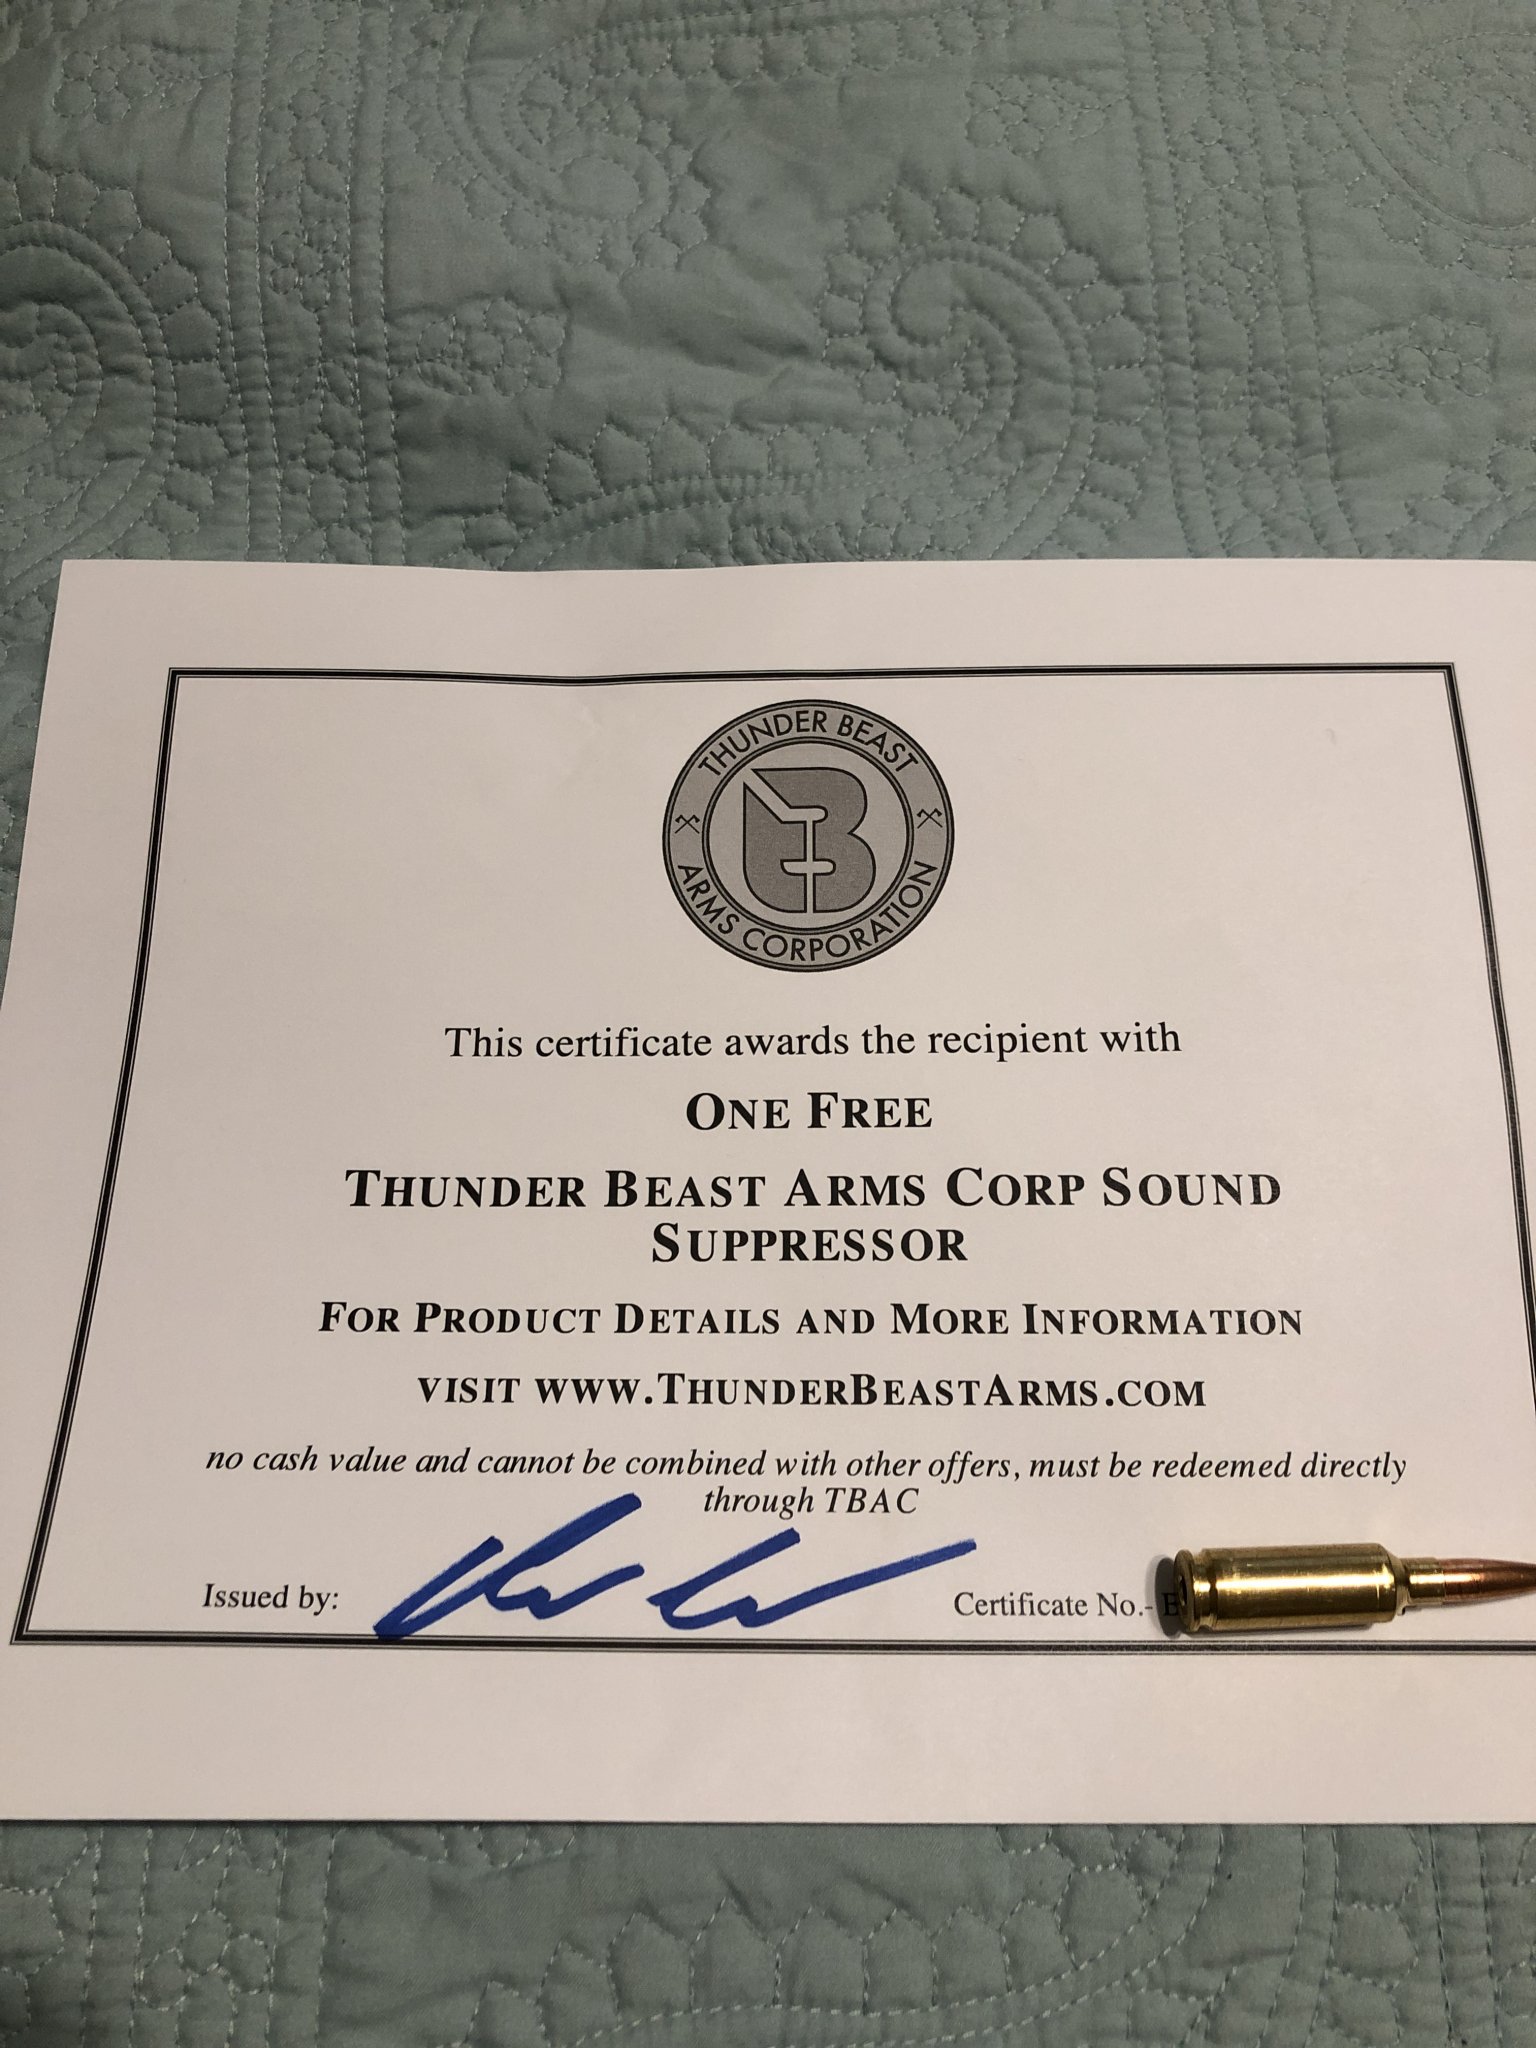 THUNDER BEAST
ARMS CORPORATION
This certificate awards the recipient with
ONE FREE
THUNDER BEAST ARMS CORP SOUND
SUPPRESSOR
FOR PRODUCT DETAILS AND MORE INFORMATION
VISIT WWW.THUNDERBEASTARMS.COM
no cash value and cannot be combined with other offers, must be redeemed directly
through TBAC
Issued by:
Certificate No.-